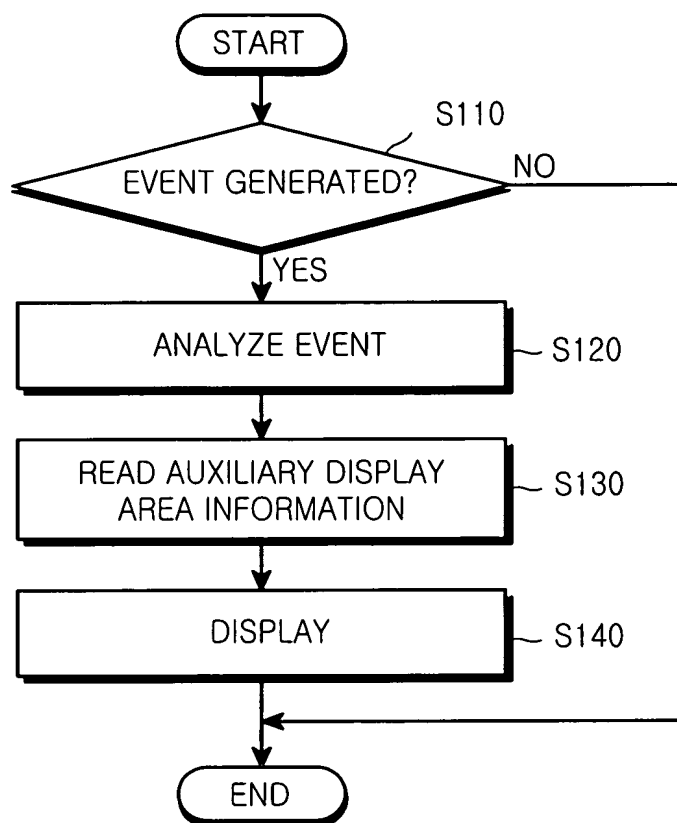 START
S110
EVENT GENERATED?
NO
YES
ANALYZE EVENT
S120
READ AUXILIARY DISPLAY
AREA INFORMATION
S130
DISPLAY
S140
END